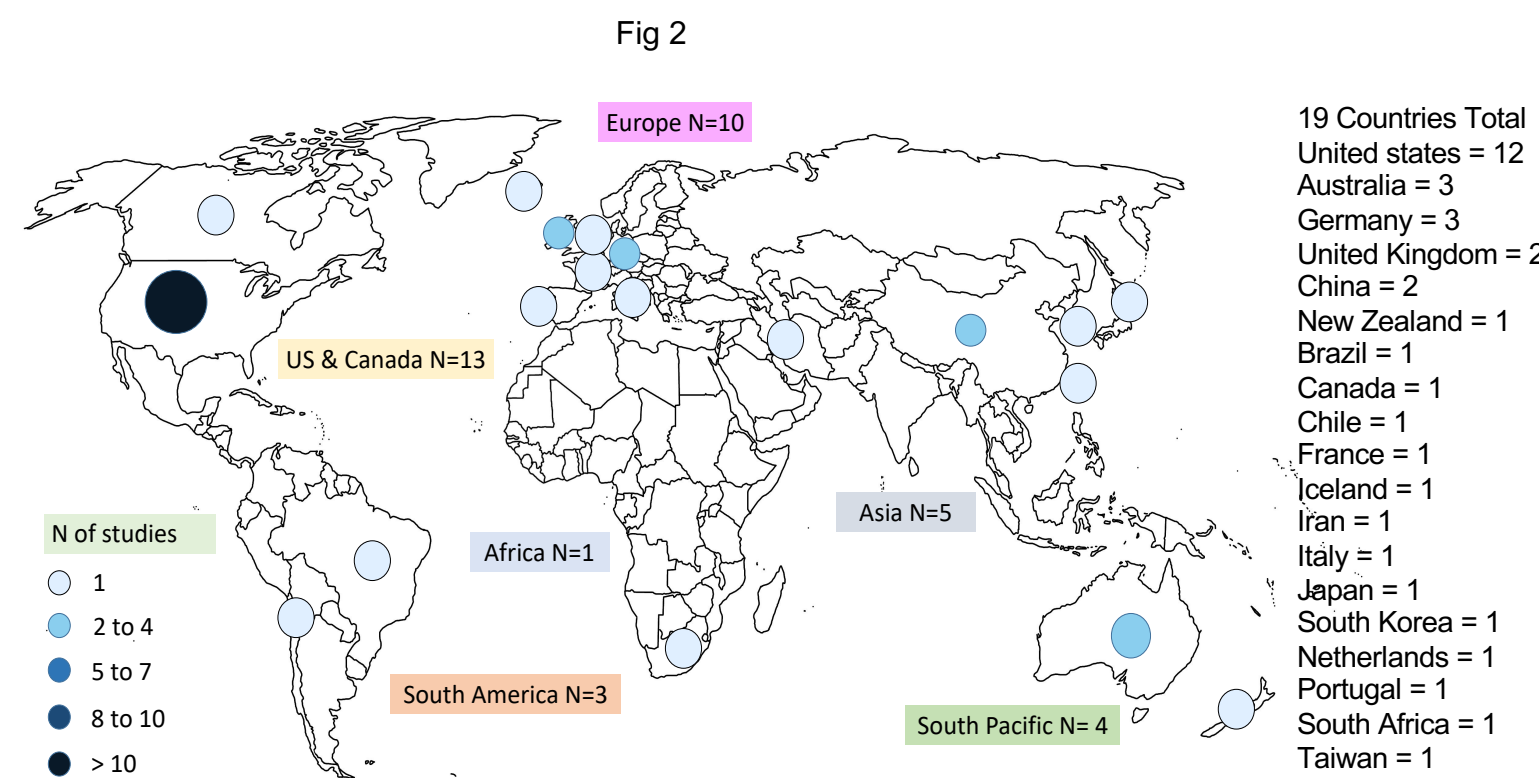 Fig 2
Europe N=10
US & Canada N=13
Asia N=5
Africa N=1
South America N=3
South Pacific N= 4
N of studies
1
2 to 4
5 to 7
8 to 10
> 10
19 Countries Total
United states = 12
Australia = 3
Germany = 3
United Kingdom = 2
China = 2
New Zealand = 1
Brazil = 1
Canada = 1
Chile = 1
France = 1
Iceland = 1
Iran = 1
Italy = 1
Japan = 1
South Korea = 1
Netherlands = 1
Portugal = 1
South Africa = 1
Taiwan = 1